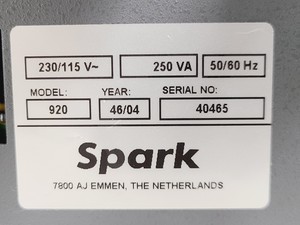 230/115 V~ 250 VA 50/60 Hz
MODEL: YEAR: SERIAL NO:
920 46/04 40465
Spark
7800 AJ EMMEN, THE NETHERLANDS